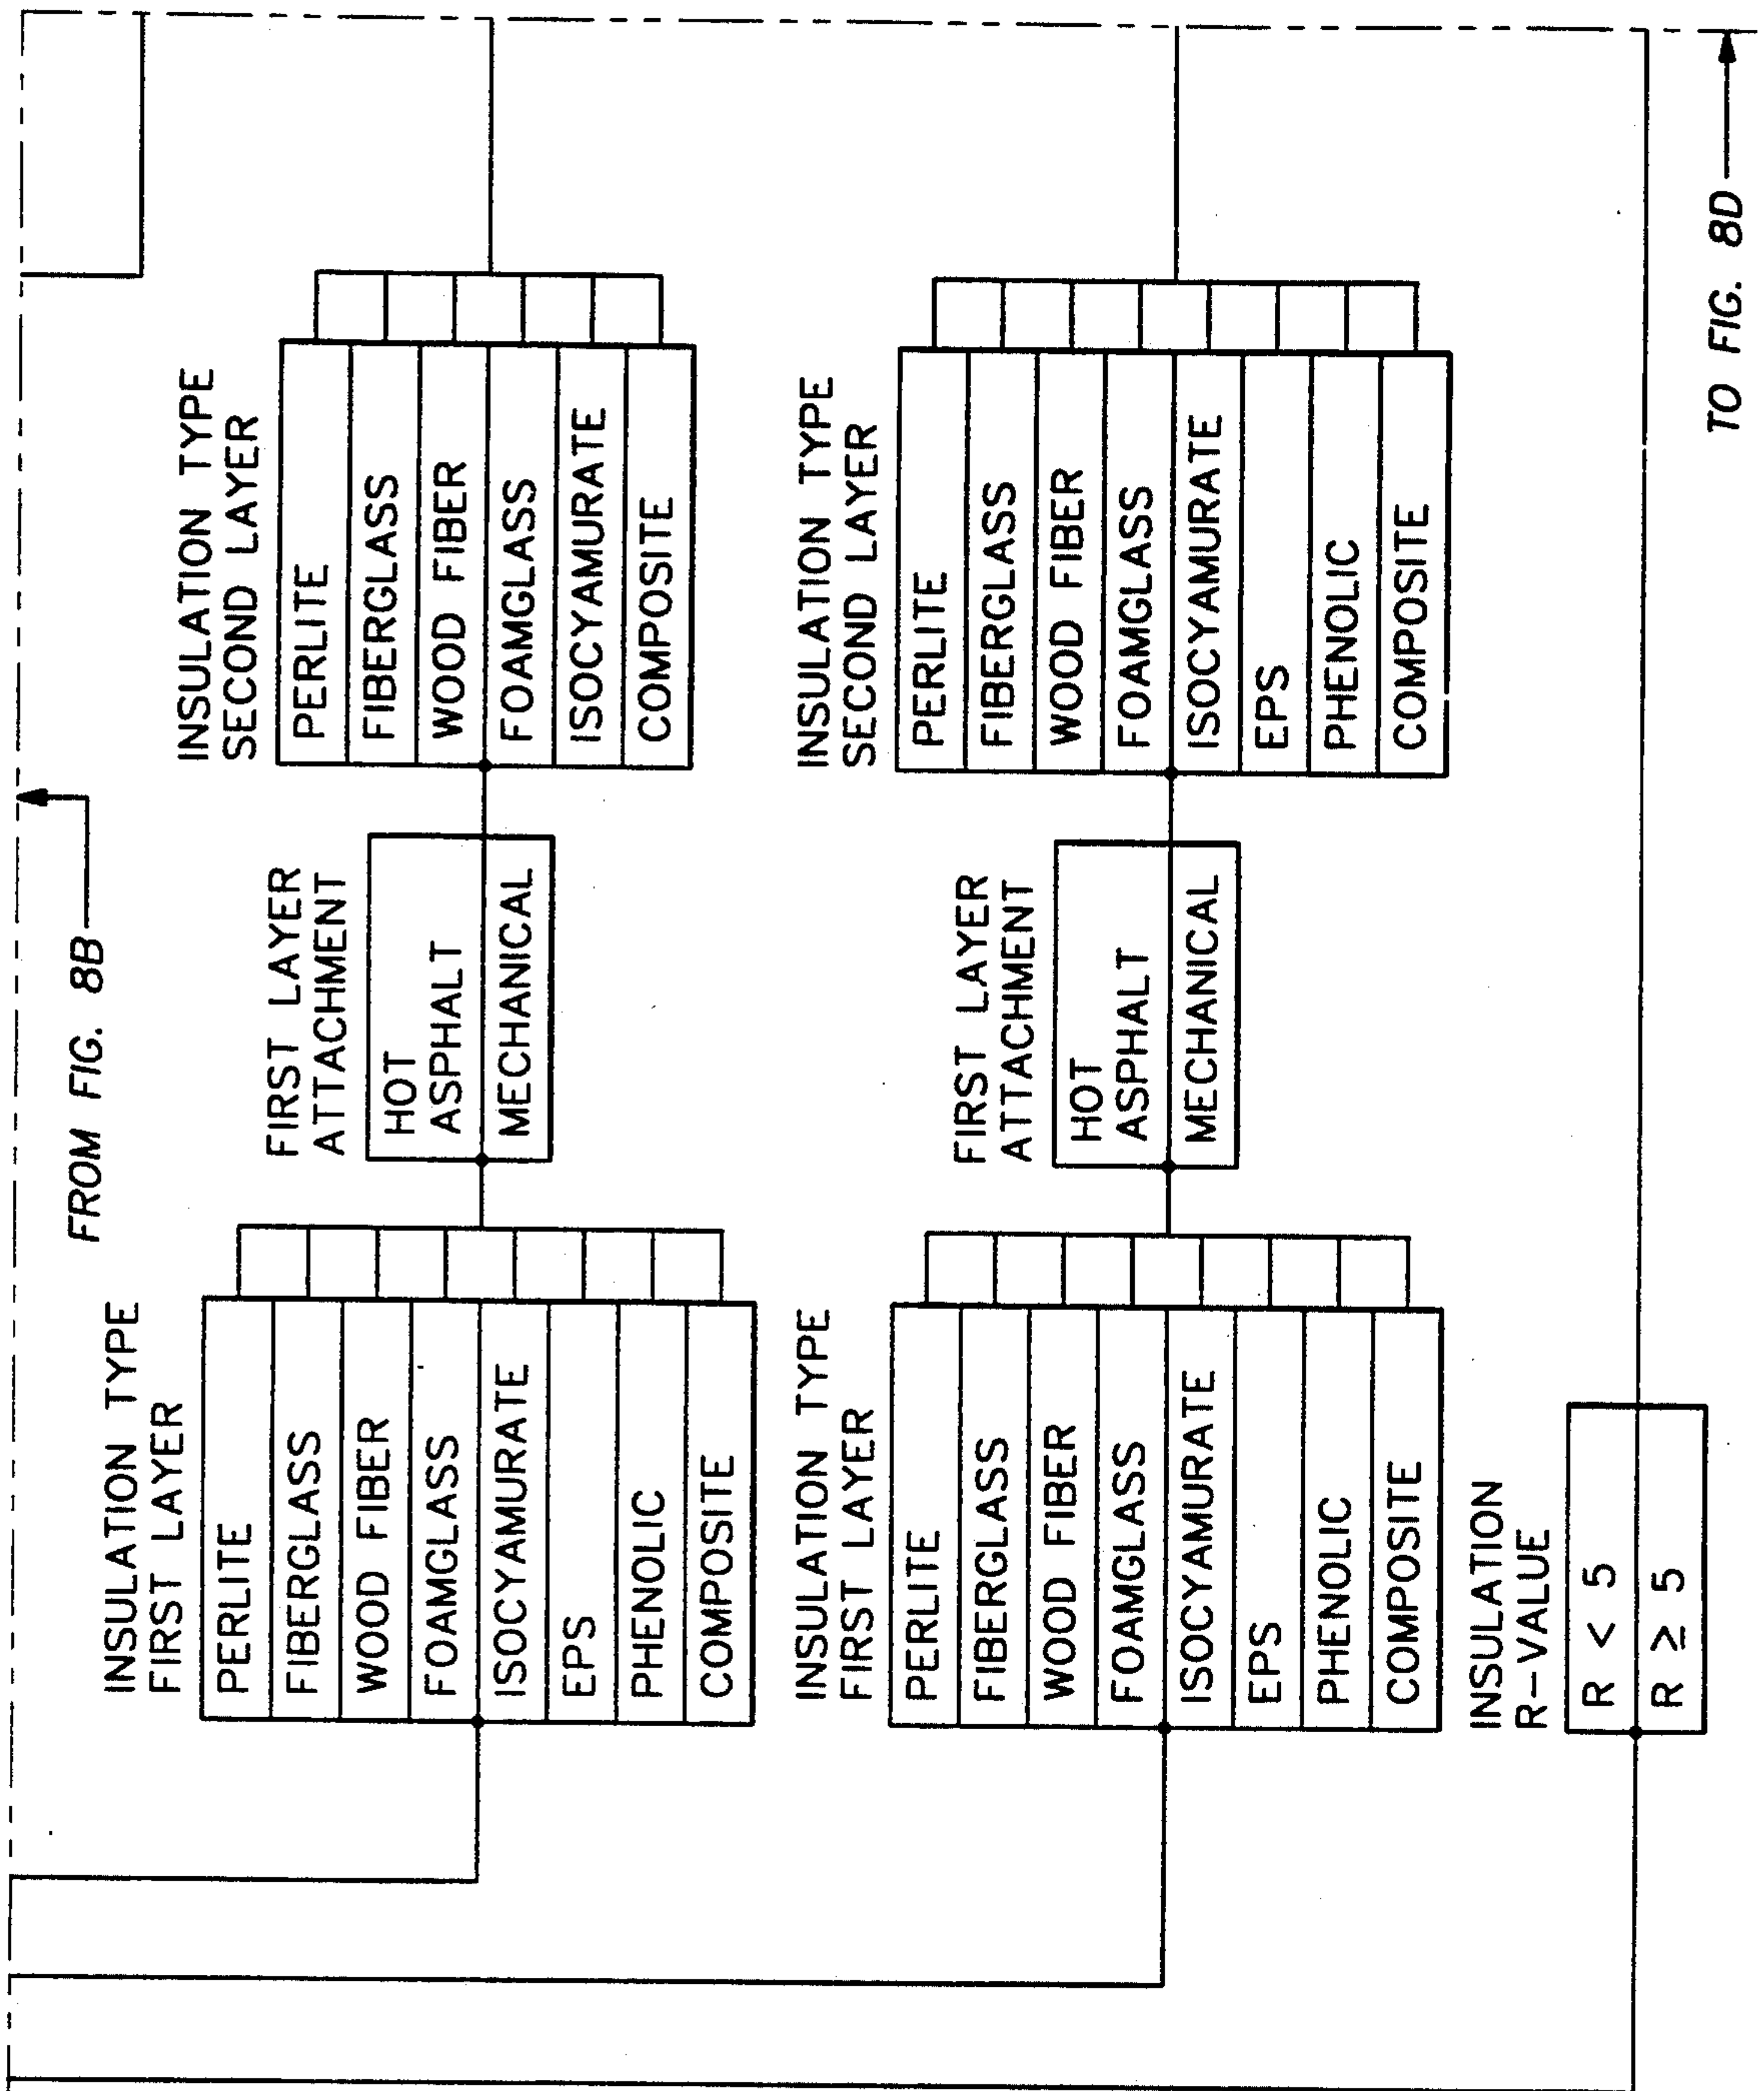 FROM FIG. 8B
INSULATION TYPE
FIRST LAYER
PERLITE
FIBERGLASS
WOOD FIBER
FOAMGLASS
ISOCYAMURATE
EPS
PHENOLIC
COMPOSITE
FIRST LAYER
ATTACHMENT
HOT
ASPHALT
MECHANICAL
INSULATION TYPE
SECOND LAYER
PERLITE
FIBERGLASS
WOOD FIBER
FOAMGLASS
ISOCYAMURATE
COMPOSITE
INSULATION TYPE
FIRST LAYER
PERLITE
FIBERGLASS
WOOD FIBER
FOAMGLASS
ISOCYAMURATE
EPS
PHENOLIC
COMPOSITE
FIRST LAYER
ATTACHMENT
HOT
ASPHALT
MECHANICAL
INSULATION TYPE
SECOND LAYER
PERLITE
FIBERGLASS
WOOD FIBER
FOAMGLASS
ISOCYAMURATE
EPS
PHENOLIC
COMPOSITE
INSULATION
R-VALUE
R < 5
R ≥ 5
TO FIG. 8D